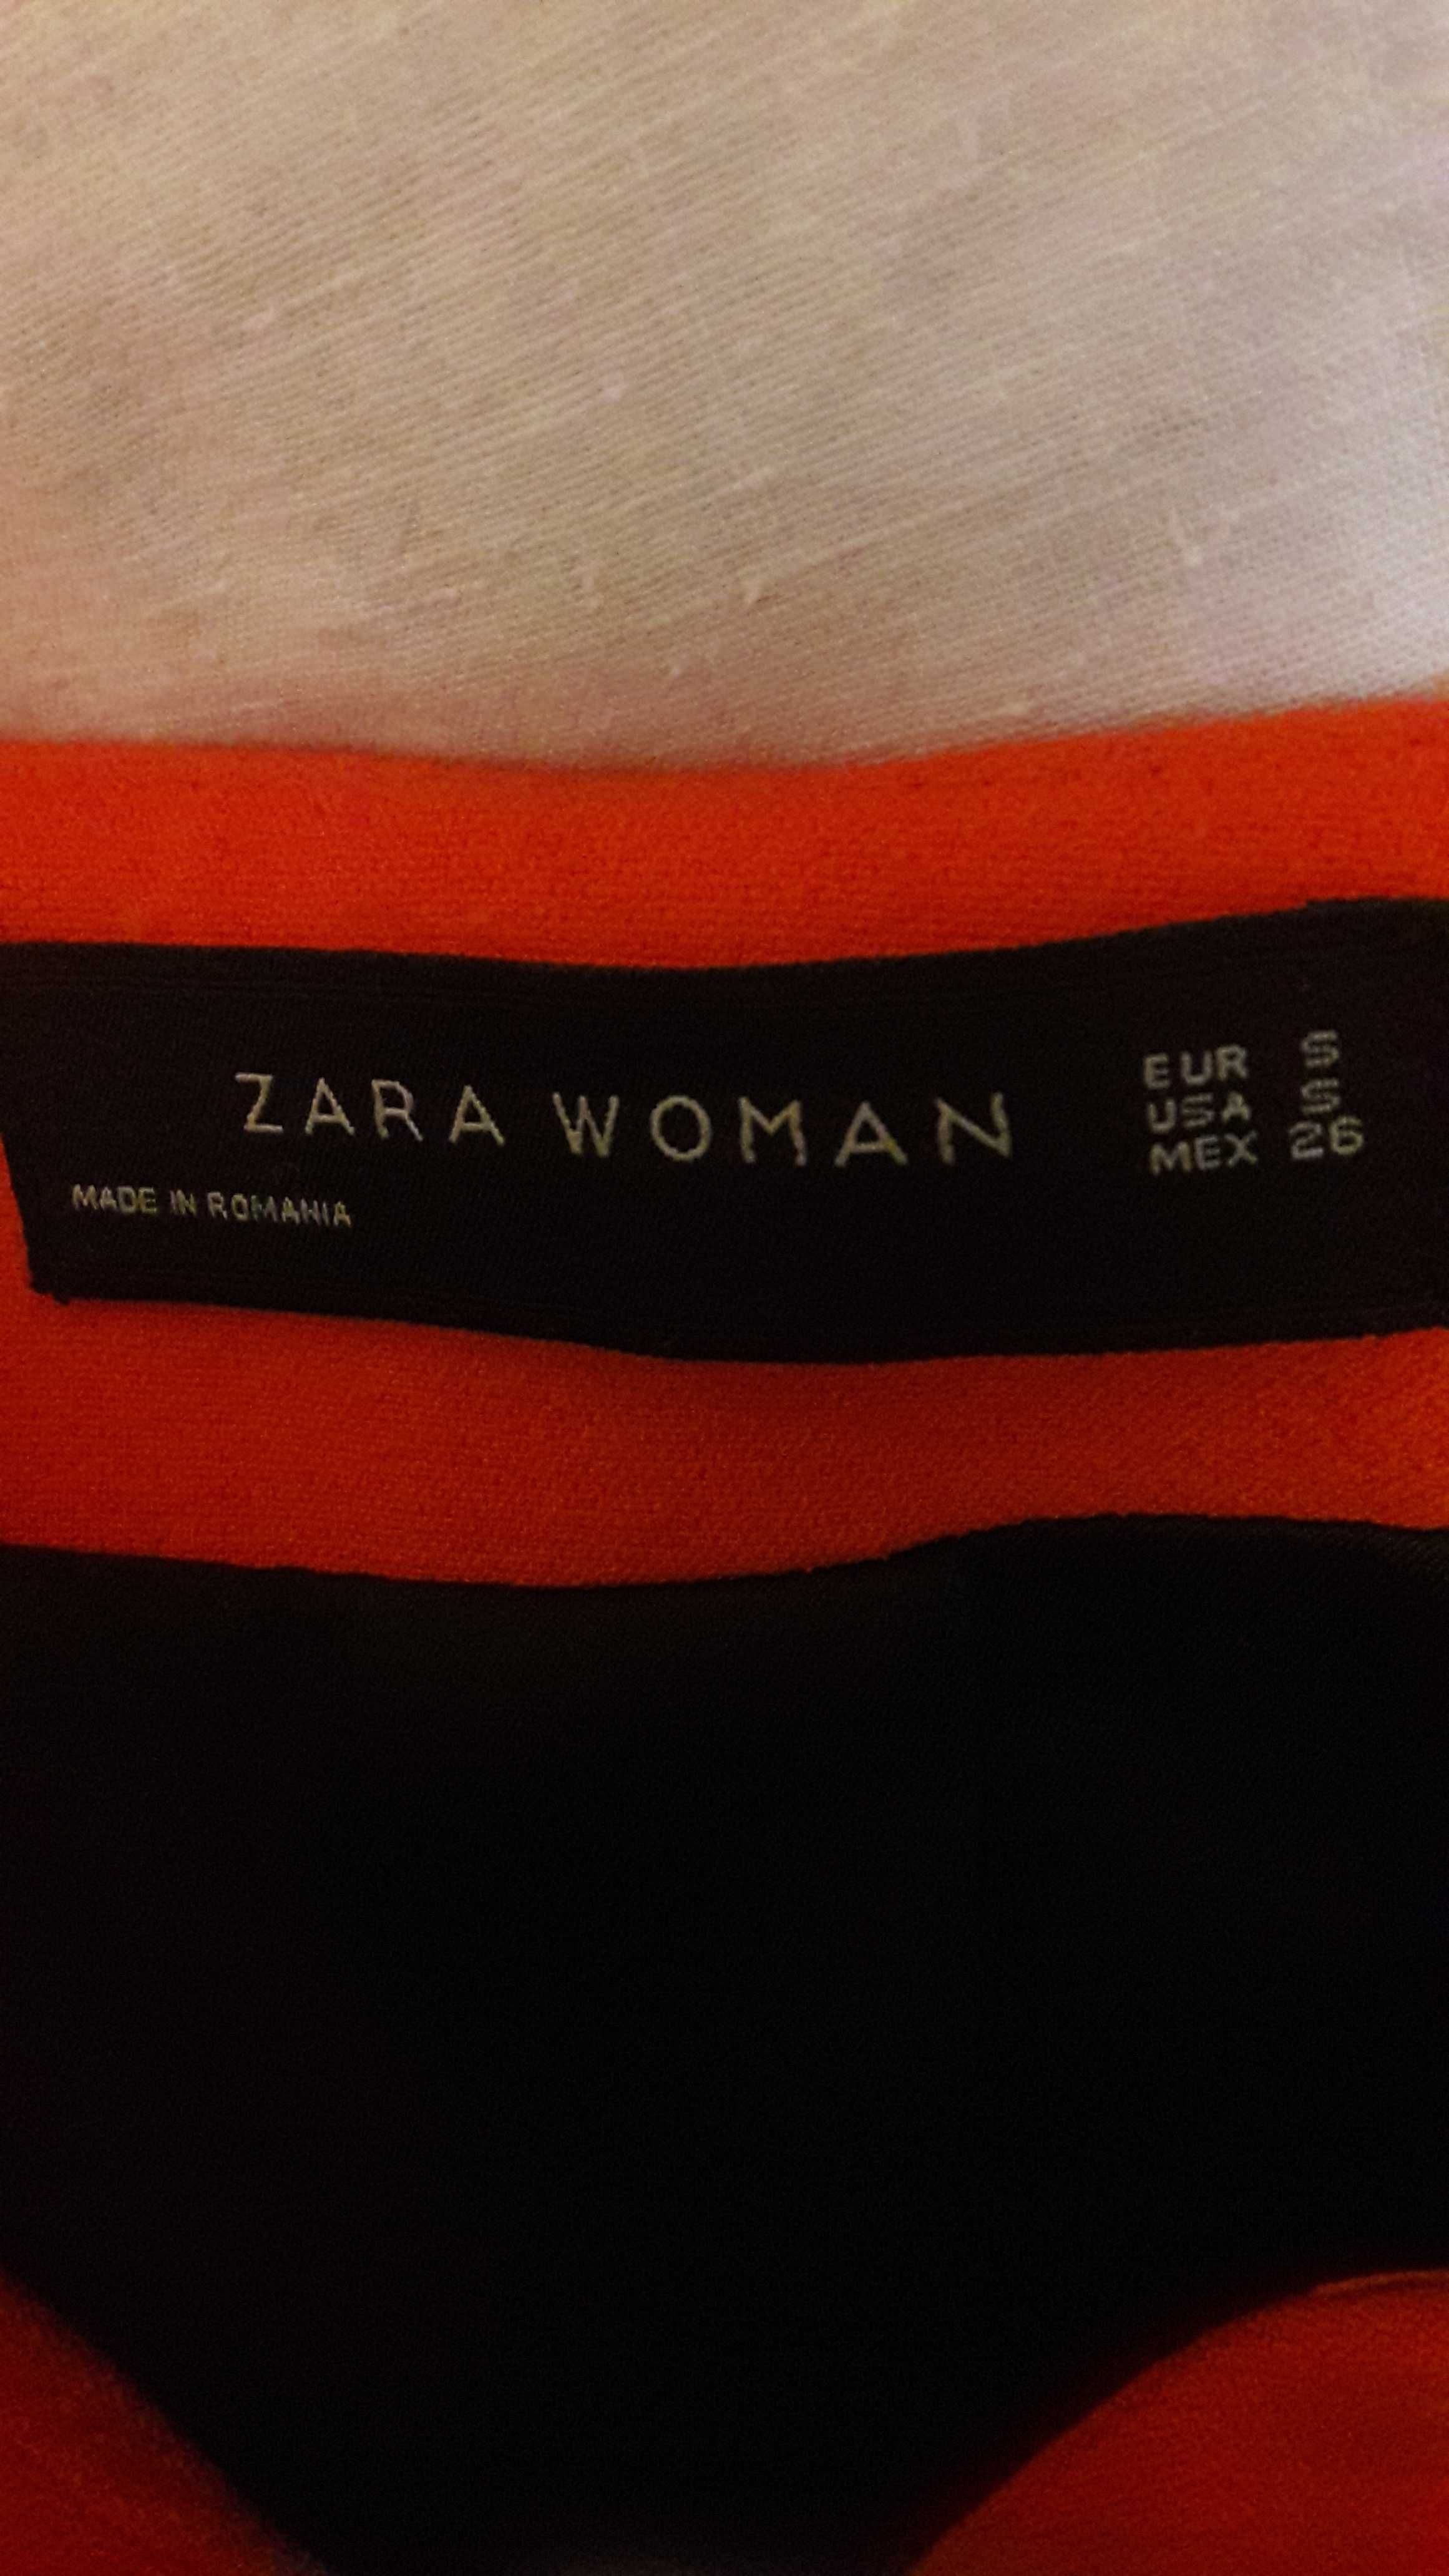 ZARA WOMAN
MADE IN ROMANIA
EUR S
USA S
MEX 26